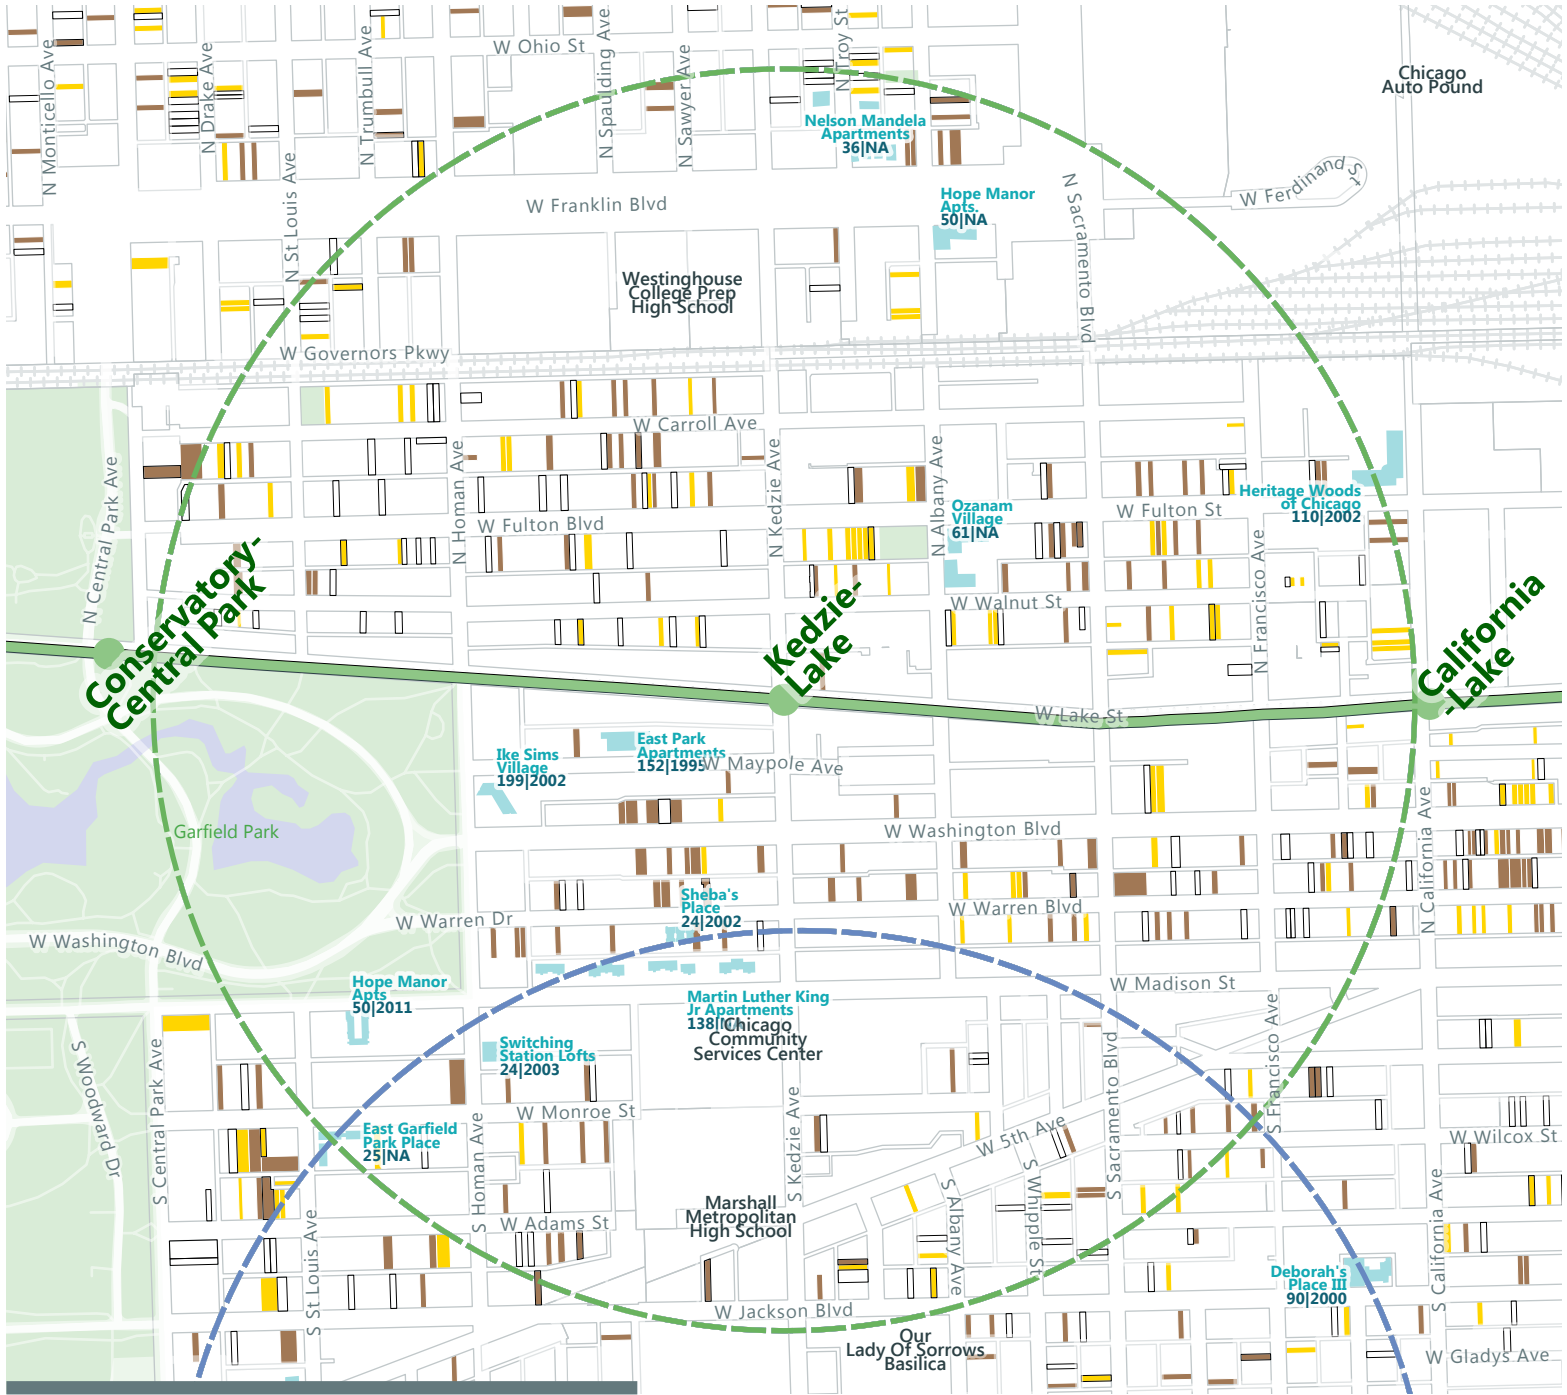 W Ohio St
N Spaulding Ave
N Sawyer Ave
N Troy St
N Monticello Ave
N Drake Ave
N Trumbull Ave
N St Louis Ave
Chicago
Auto Pound
Nelson Mandela
Apartments
36|NA
W Franklin Blvd
Hope Manor
Apts.
50|NA
N Sacramento Blvd
W Ferdinand St
Westinghouse
College Prep
High School
W Governors Pkwy
W Carroll Ave
N Central Park Ave
N Homan Ave
N Kedzie Ave
N Albany Ave
W Fulton Blvd
Ozanam
Village
61|NA
W Fulton St
Heritage Woods
of Chicago
110|2002
N Francisco Ave
W Walnut St
Conservatory-
Central Park
Kedzie-
Lake
California
-Lake
W Lake St
Ike Sims
Village
199|2002
East Park
Apartments
152|1995
W Maypole Ave
Garfield Park
W Washington Blvd
N California Ave
Sheba's
Place
24|2002
W Warren Dr
W Warren Blvd
W Washington Blvd
Hope Manor
Apts
50|2011
W Madison St
Martin Luther King
Jr Apartments
138|
Chicago
Community
Services Center
Switching
Station Lofts
24|2003
S Woodward Dr
S Central Park Ave
W Monroe St
S Homan Ave
S Kedzie Ave
W 5th Ave
S Sacramento Blvd
S Francisco Ave
East Garfield
Park Place
25|NA
W Wilcox St
S Whipple St
S Albany Ave
S California Ave
Marshall
Metropolitan
High School
W Adams St
S St Louis Ave
Deborah's
Place III
90|2000
W Jackson Blvd
Our
Lady Of Sorrows
Basilica
W Gladys Ave